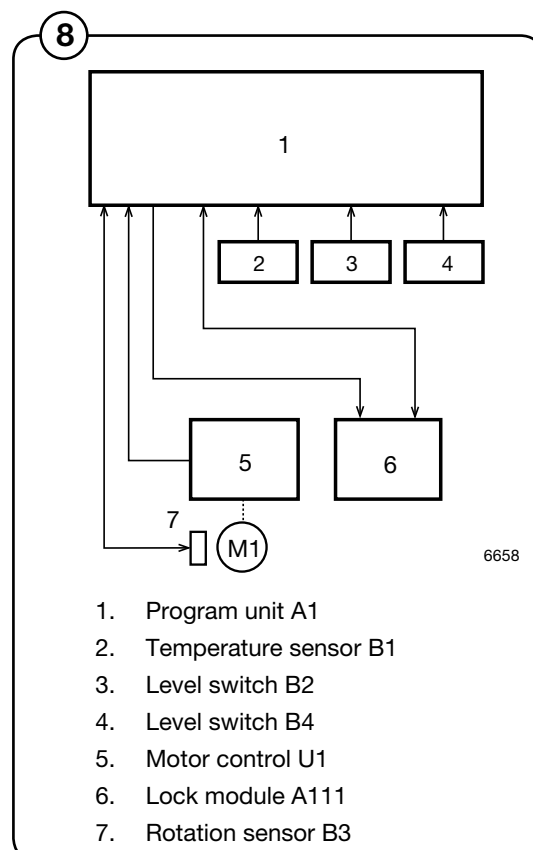 8
1
2 3 4
5 6
7
M1
6658
1. Program unit A1
2. Temperature sensor B1
3. Level switch B2
4. Level switch B4
5. Motor control U1
6. Lock module A111
7. Rotation sensor B3